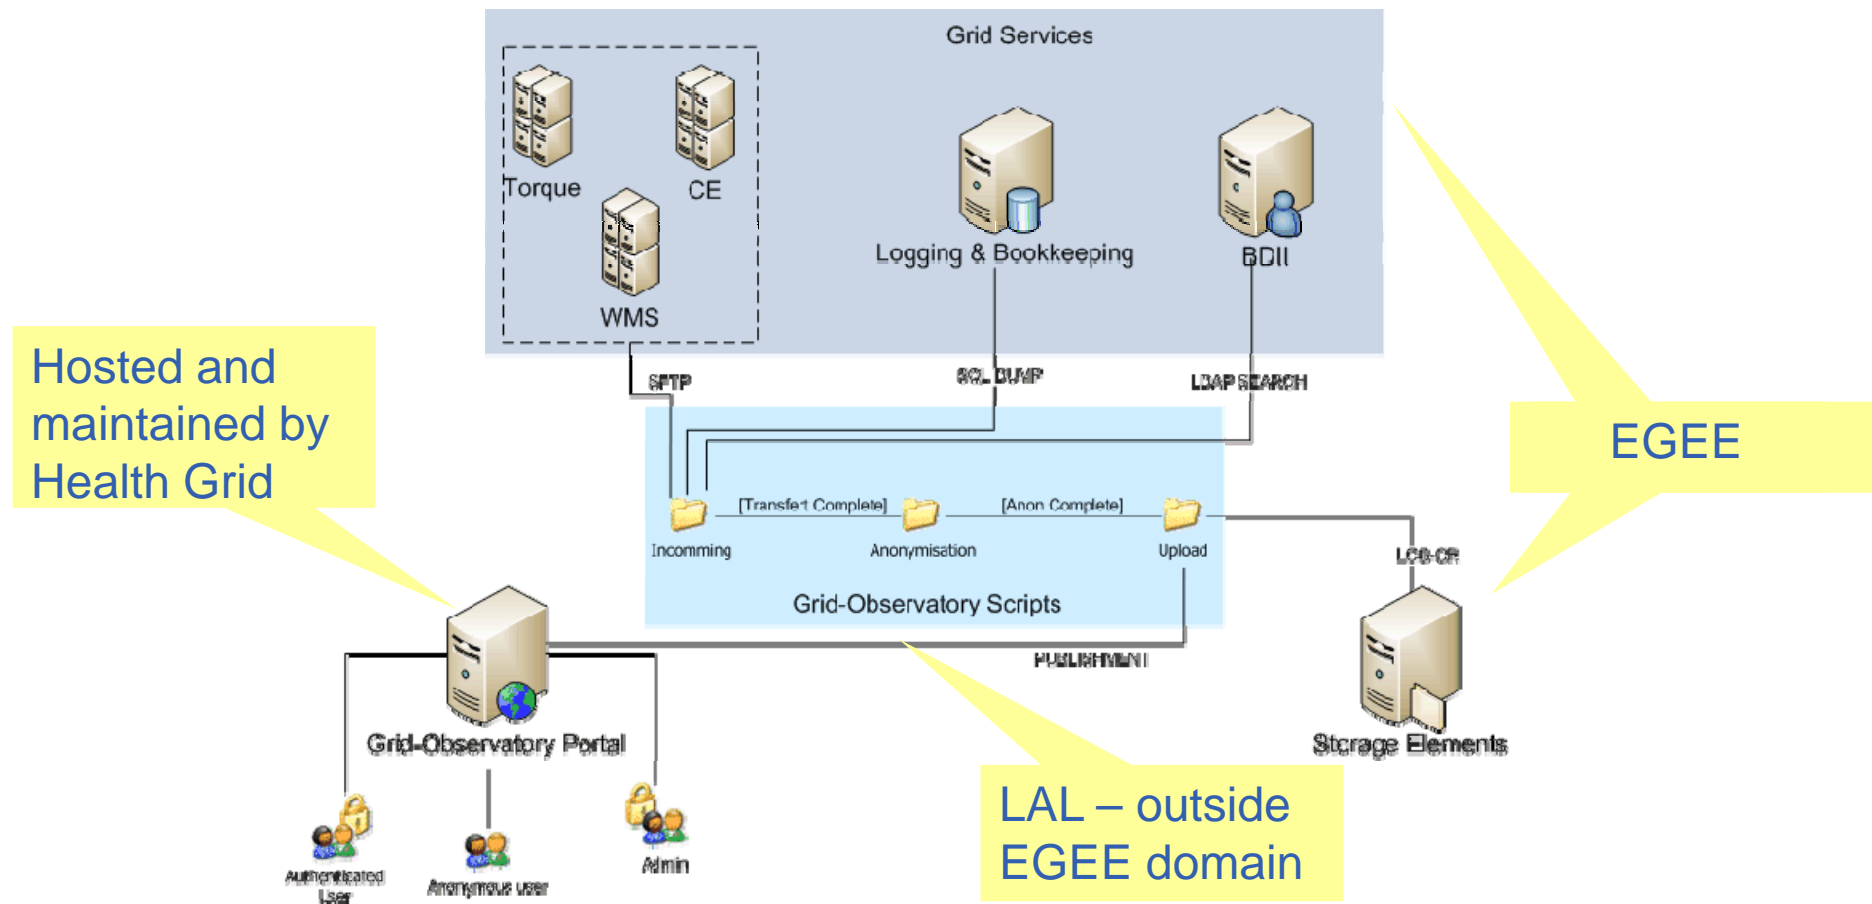 Grid Services
Torque
CE
WMS
Logging & Bookkeeping
BDII
Hosted and
maintained by
Health Grid
SFTP
SQL DUMP
LDAP SEARCH
EGEE
[Transfert Complete]
[Anon Complete]
Incomming
Anonymisation
Upload
LCG-CR
Grid-Observatory Scripts
PUBLISHMENT
Grid-Observatory Portal
Storage Elements
LAL – outside
EGEE domain
Authenticated
User
Anonymous user
Admin